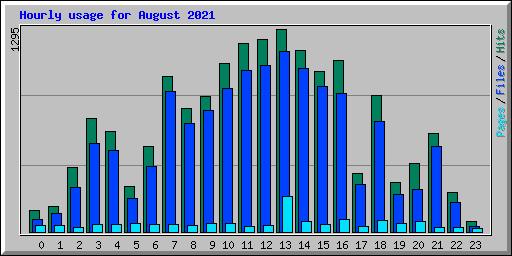 Hourly usage for August 2021
1295
Pages/Files/Hits
0 1 2 3 4 5 6 7 8 9 10 11 12 13 14 15 16 17 18 19 20 21 22 23